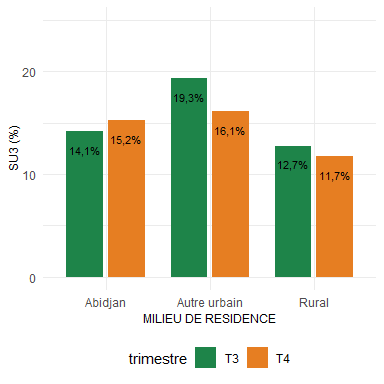 SU3 (%)
20
10
0
14,1%
15,2%
19,3%
16,1%
12,7%
11,7%
Abidjan
Autre urbain
Rural
MILIEU DE RESIDENCE
trimestre
T3
T4